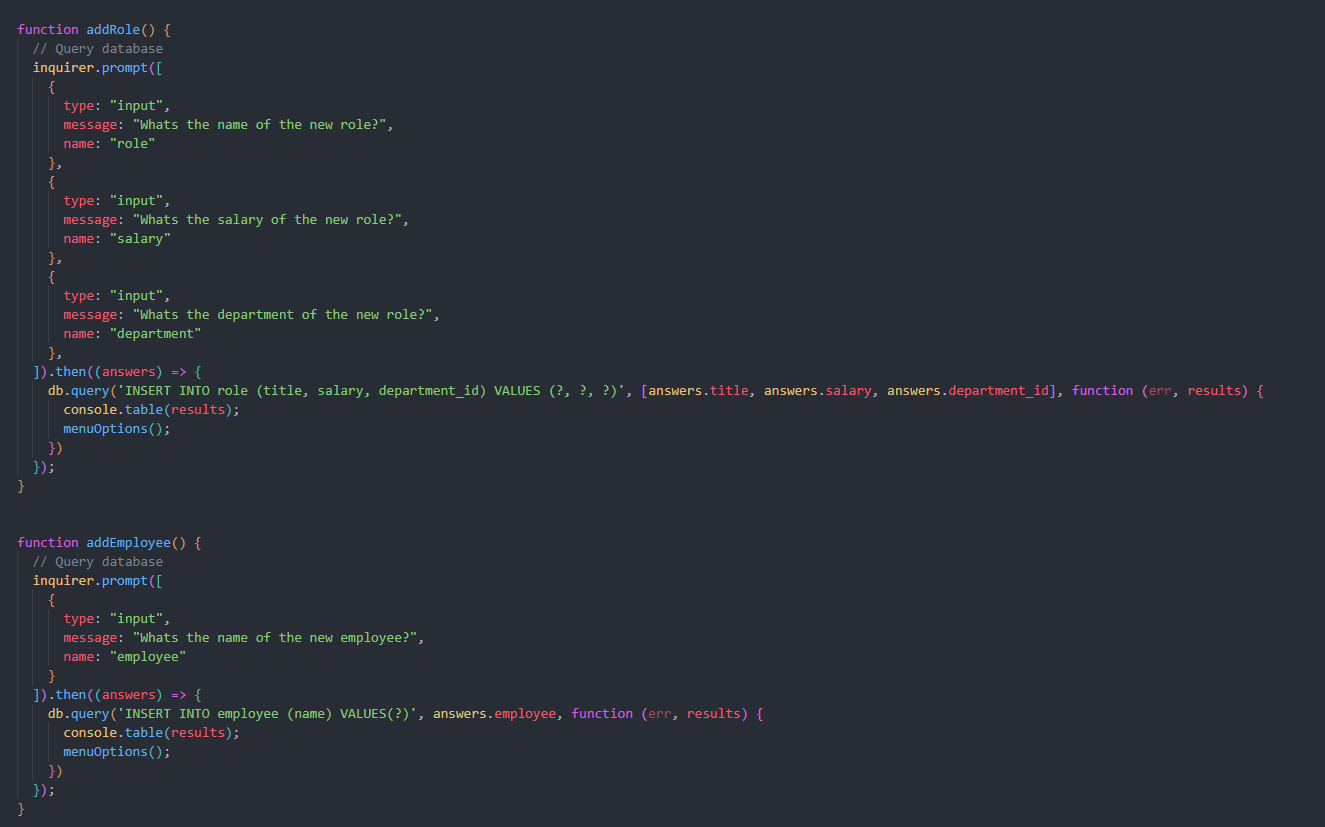 function addRole() {
  // Query database
  inquirer.prompt([
    {
      type: "input",
      message: "Whats the name of the new role?",
      name: "role"
    },
    {
      type: "input",
      message: "Whats the salary of the new role?",
      name: "salary"
    },
    {
      type: "input",
      message: "Whats the department of the new role?",
      name: "department"
    },
  ]).then((answers) => {
    db.query('INSERT INTO role (title, salary, department_id) VALUES (?, ?, ?)', [answers.title, answers.salary, answers.department_id], function (err, results) {
      console.table(results);
      menuOptions();
    })
  });
}
function addEmployee() {
  // Query database
  inquirer.prompt([
    {
      type: "input",
      message: "Whats the name of the new employee?",
      name: "employee"
    }
  ]).then((answers) => {
    db.query('INSERT INTO employee (name) VALUES(?)', answers.employee, function (err, results) {
      console.table(results);
      menuOptions();
    })
  });
}